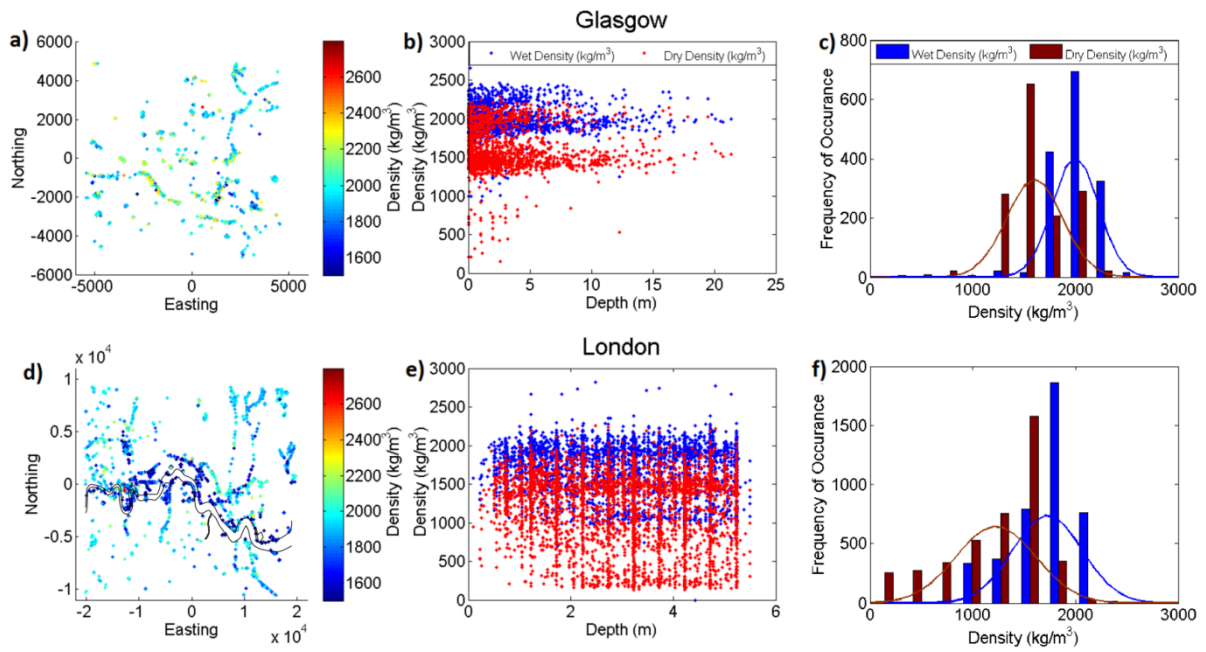 Glasgow
a)
6000
4000
2000
0
-2000
-4000
-6000
Northing
-5000 0 5000
Easting
2600
2400
2200
2000
1800
1600
Density (kg/m³)
b)
Wet Density (kg/m³) Dry Density (kg/m³)
3000
2500
2000
1500
1000
500
0
Density (kg/m³)
0 5 10 15 20 25
Depth (m)
c)
Wet Density (kg/m³) Dry Density (kg/m³)
800
600
400
200
0
Frequency of Occurance
0 1000 2000 3000
Density (kg/m³)
London
d)
x 10⁴
1
0.5
0
-0.5
-1
Northing
-2 -1 0 1 2
Easting
x 10⁴
2600
2400
2200
2000
1800
1600
Density (kg/m³)
e)
3000
2500
2000
1500
1000
500
0
Density (kg/m³)
0 2 4 6
Depth (m)
f)
2000
1500
1000
500
0
Frequency of Occurance
0 1000 2000 3000
Density (kg/m³)